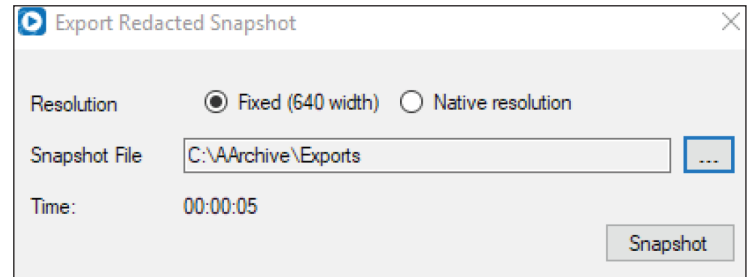 Export Redacted Snapshot
Resolution Fixed (640 width) Native resolution
Snapshot File C:\AArchive\Exports ...
Time: 00:00:05
Snapshot